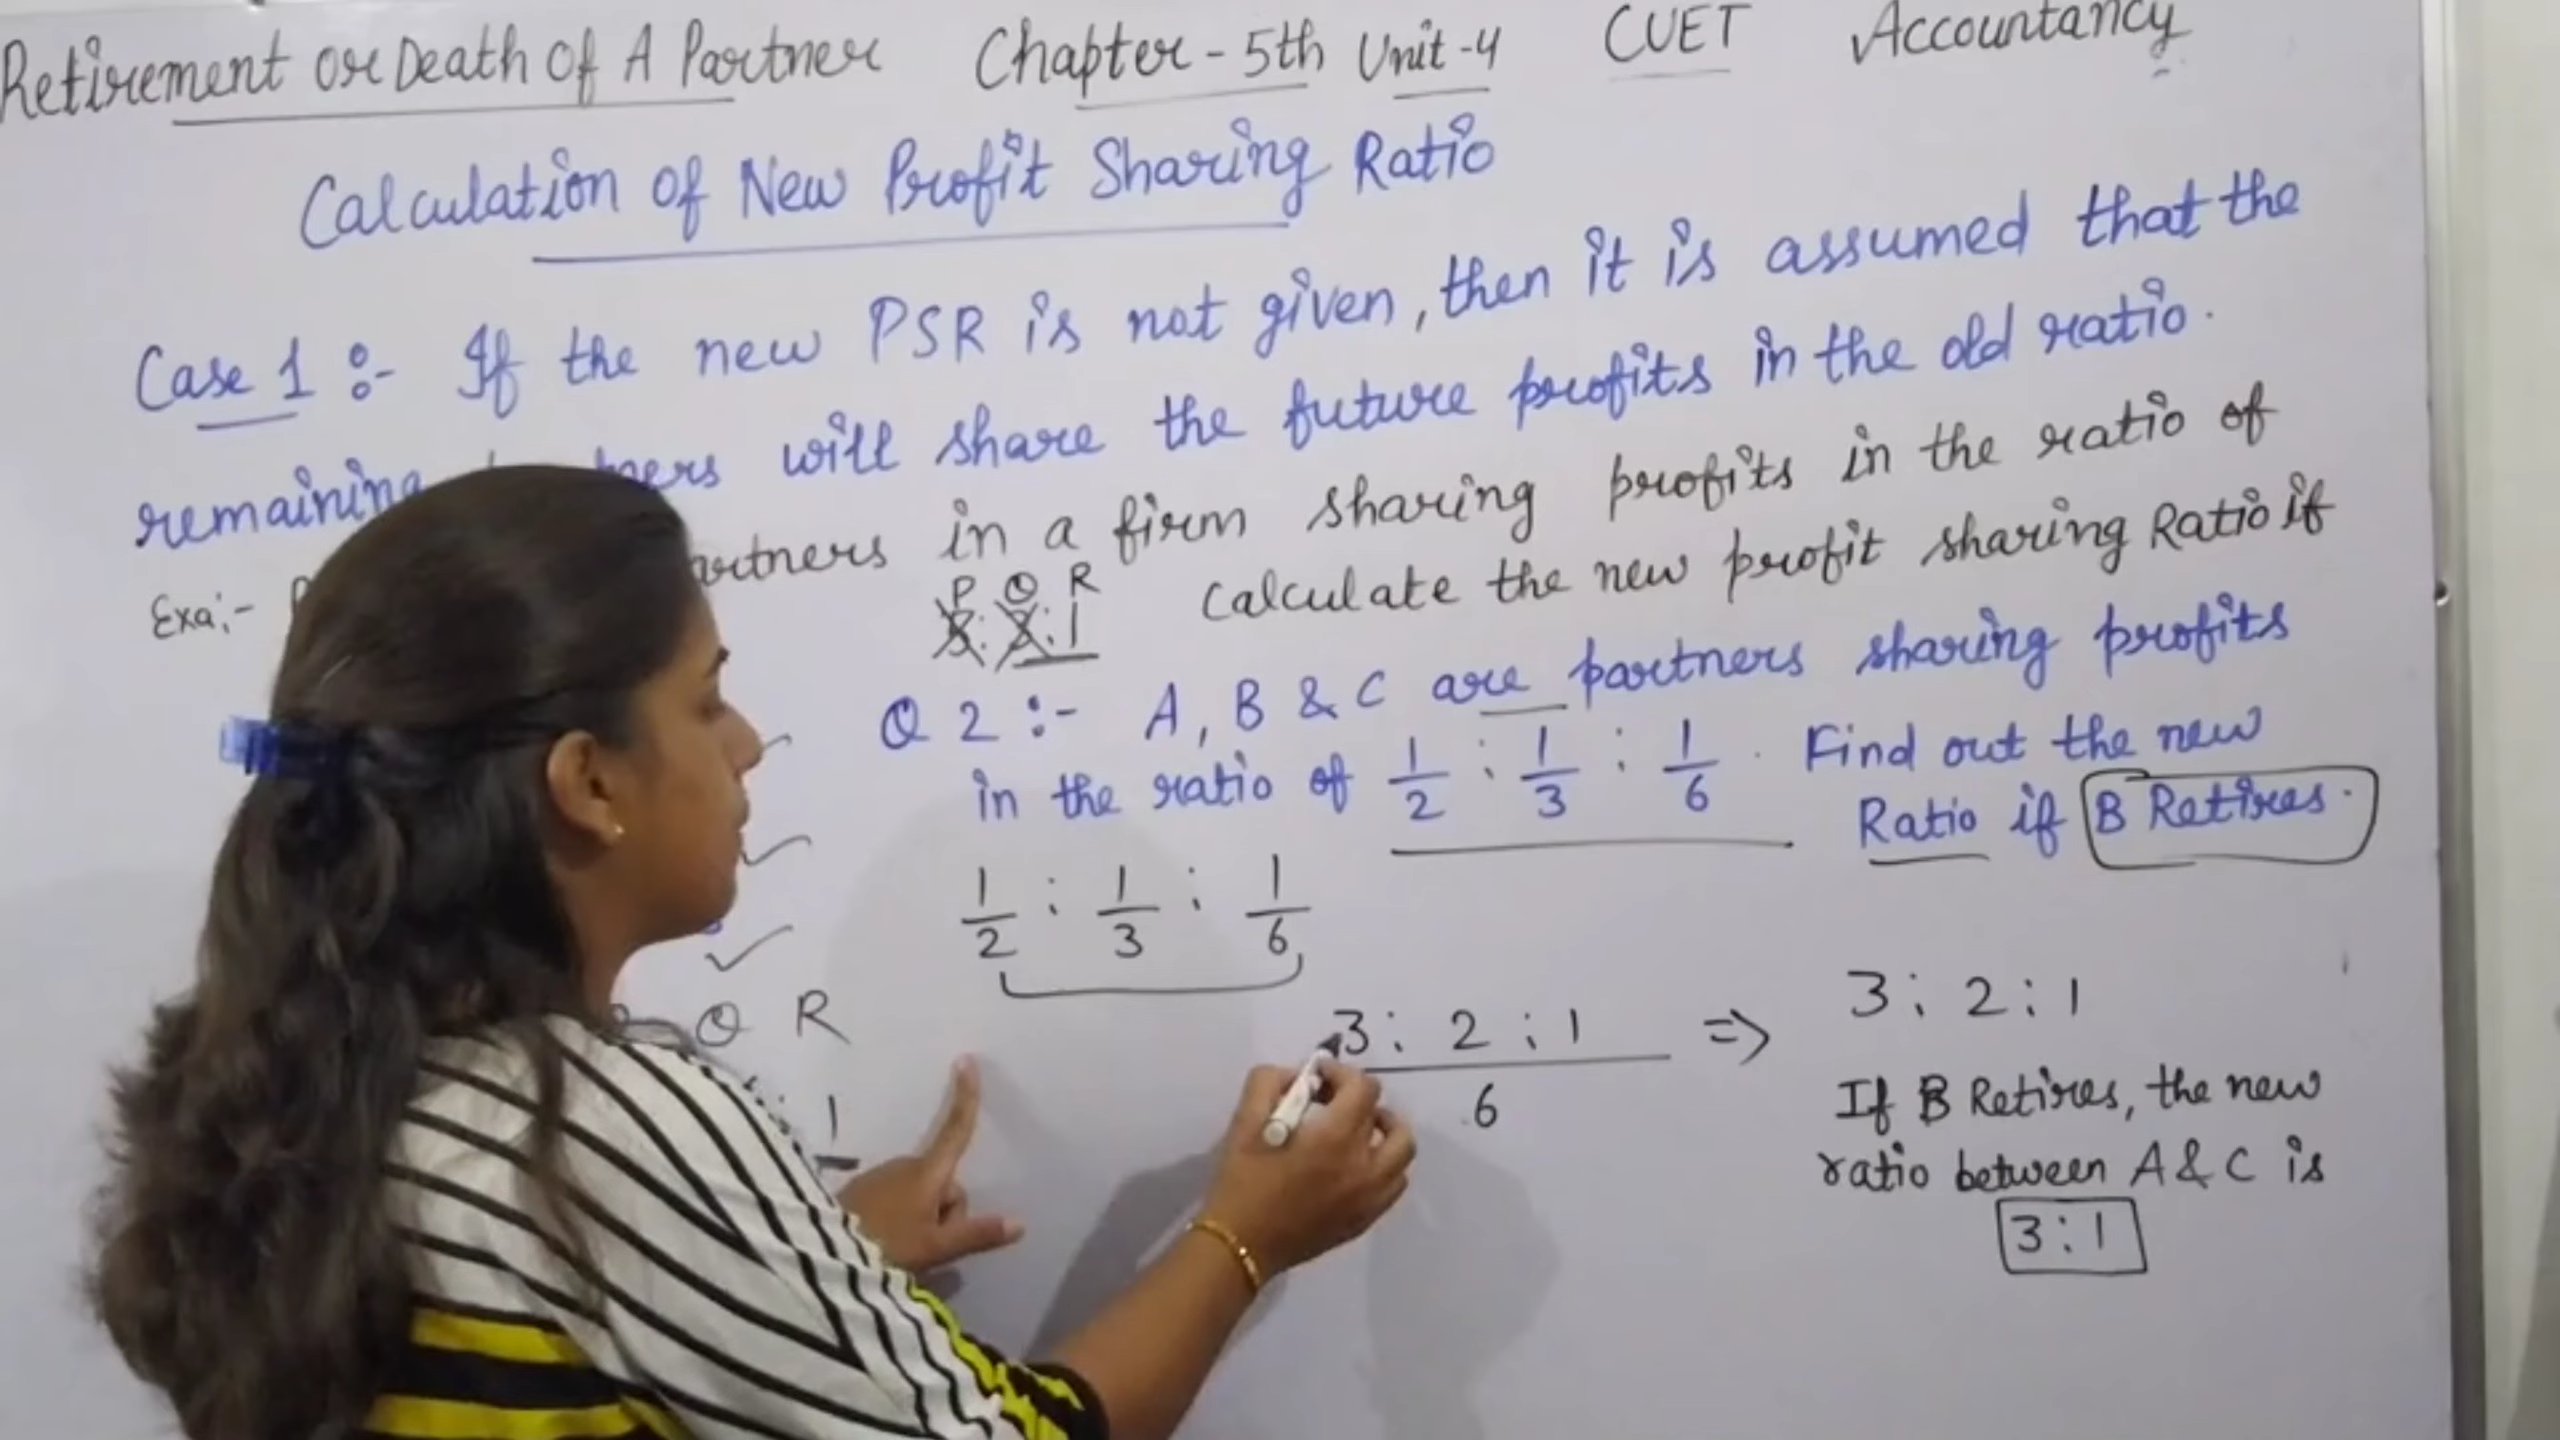 Retirement or Death of A Partner Chapter - 5th Unit-4 CUET Accountancy
Calculation of New Profit Sharing Ratio
Case 1 :- If the new PSR is not given, then it is assumed that the
remaining will share the future profits in the old ratio.
Exa:- in a firm sharing profits in the ratio of
P Q R
3:2:1 Calculate the new profit sharing Ratio if
Q 2 :- A, B & C are partners sharing profits
in the ratio of 1/2 : 1/3 : 1/6 . Find out the new
Ratio if B Retires.
1/2 : 1/3 : 1/6
Q R
: 1
3 : 2 : 1 => 3 : 2 : 1
6
If B Retires, the new
ratio between A & C is
3 : 1